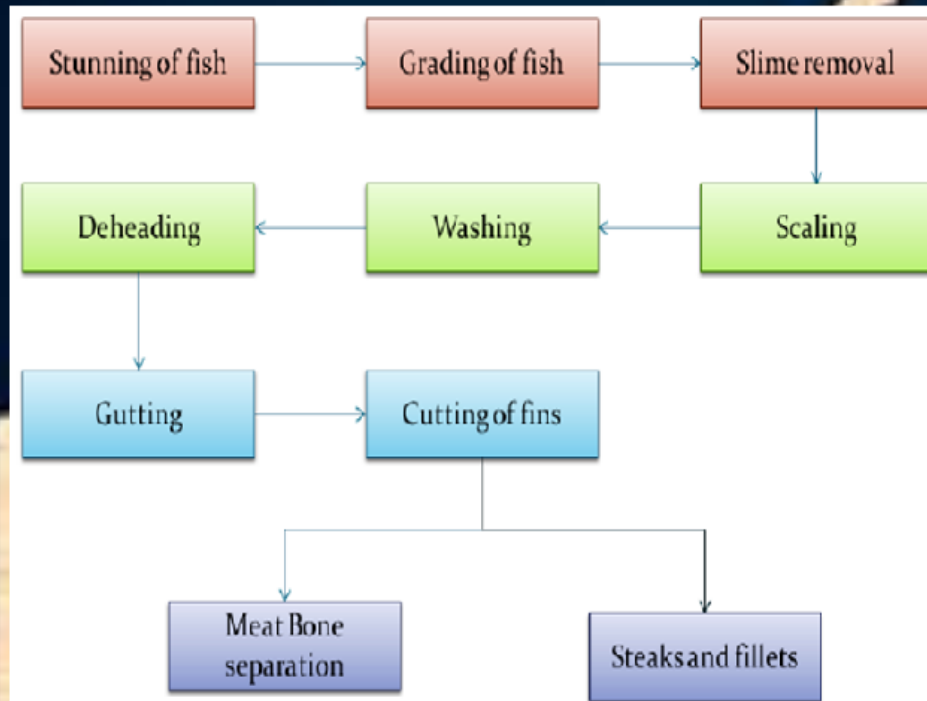 Stunning of fish
Grading of fish
Slime removal
Scaling
Washing
Deheading
Gutting
Cutting of fins
Meat Bone
separation
Steaks and fillets